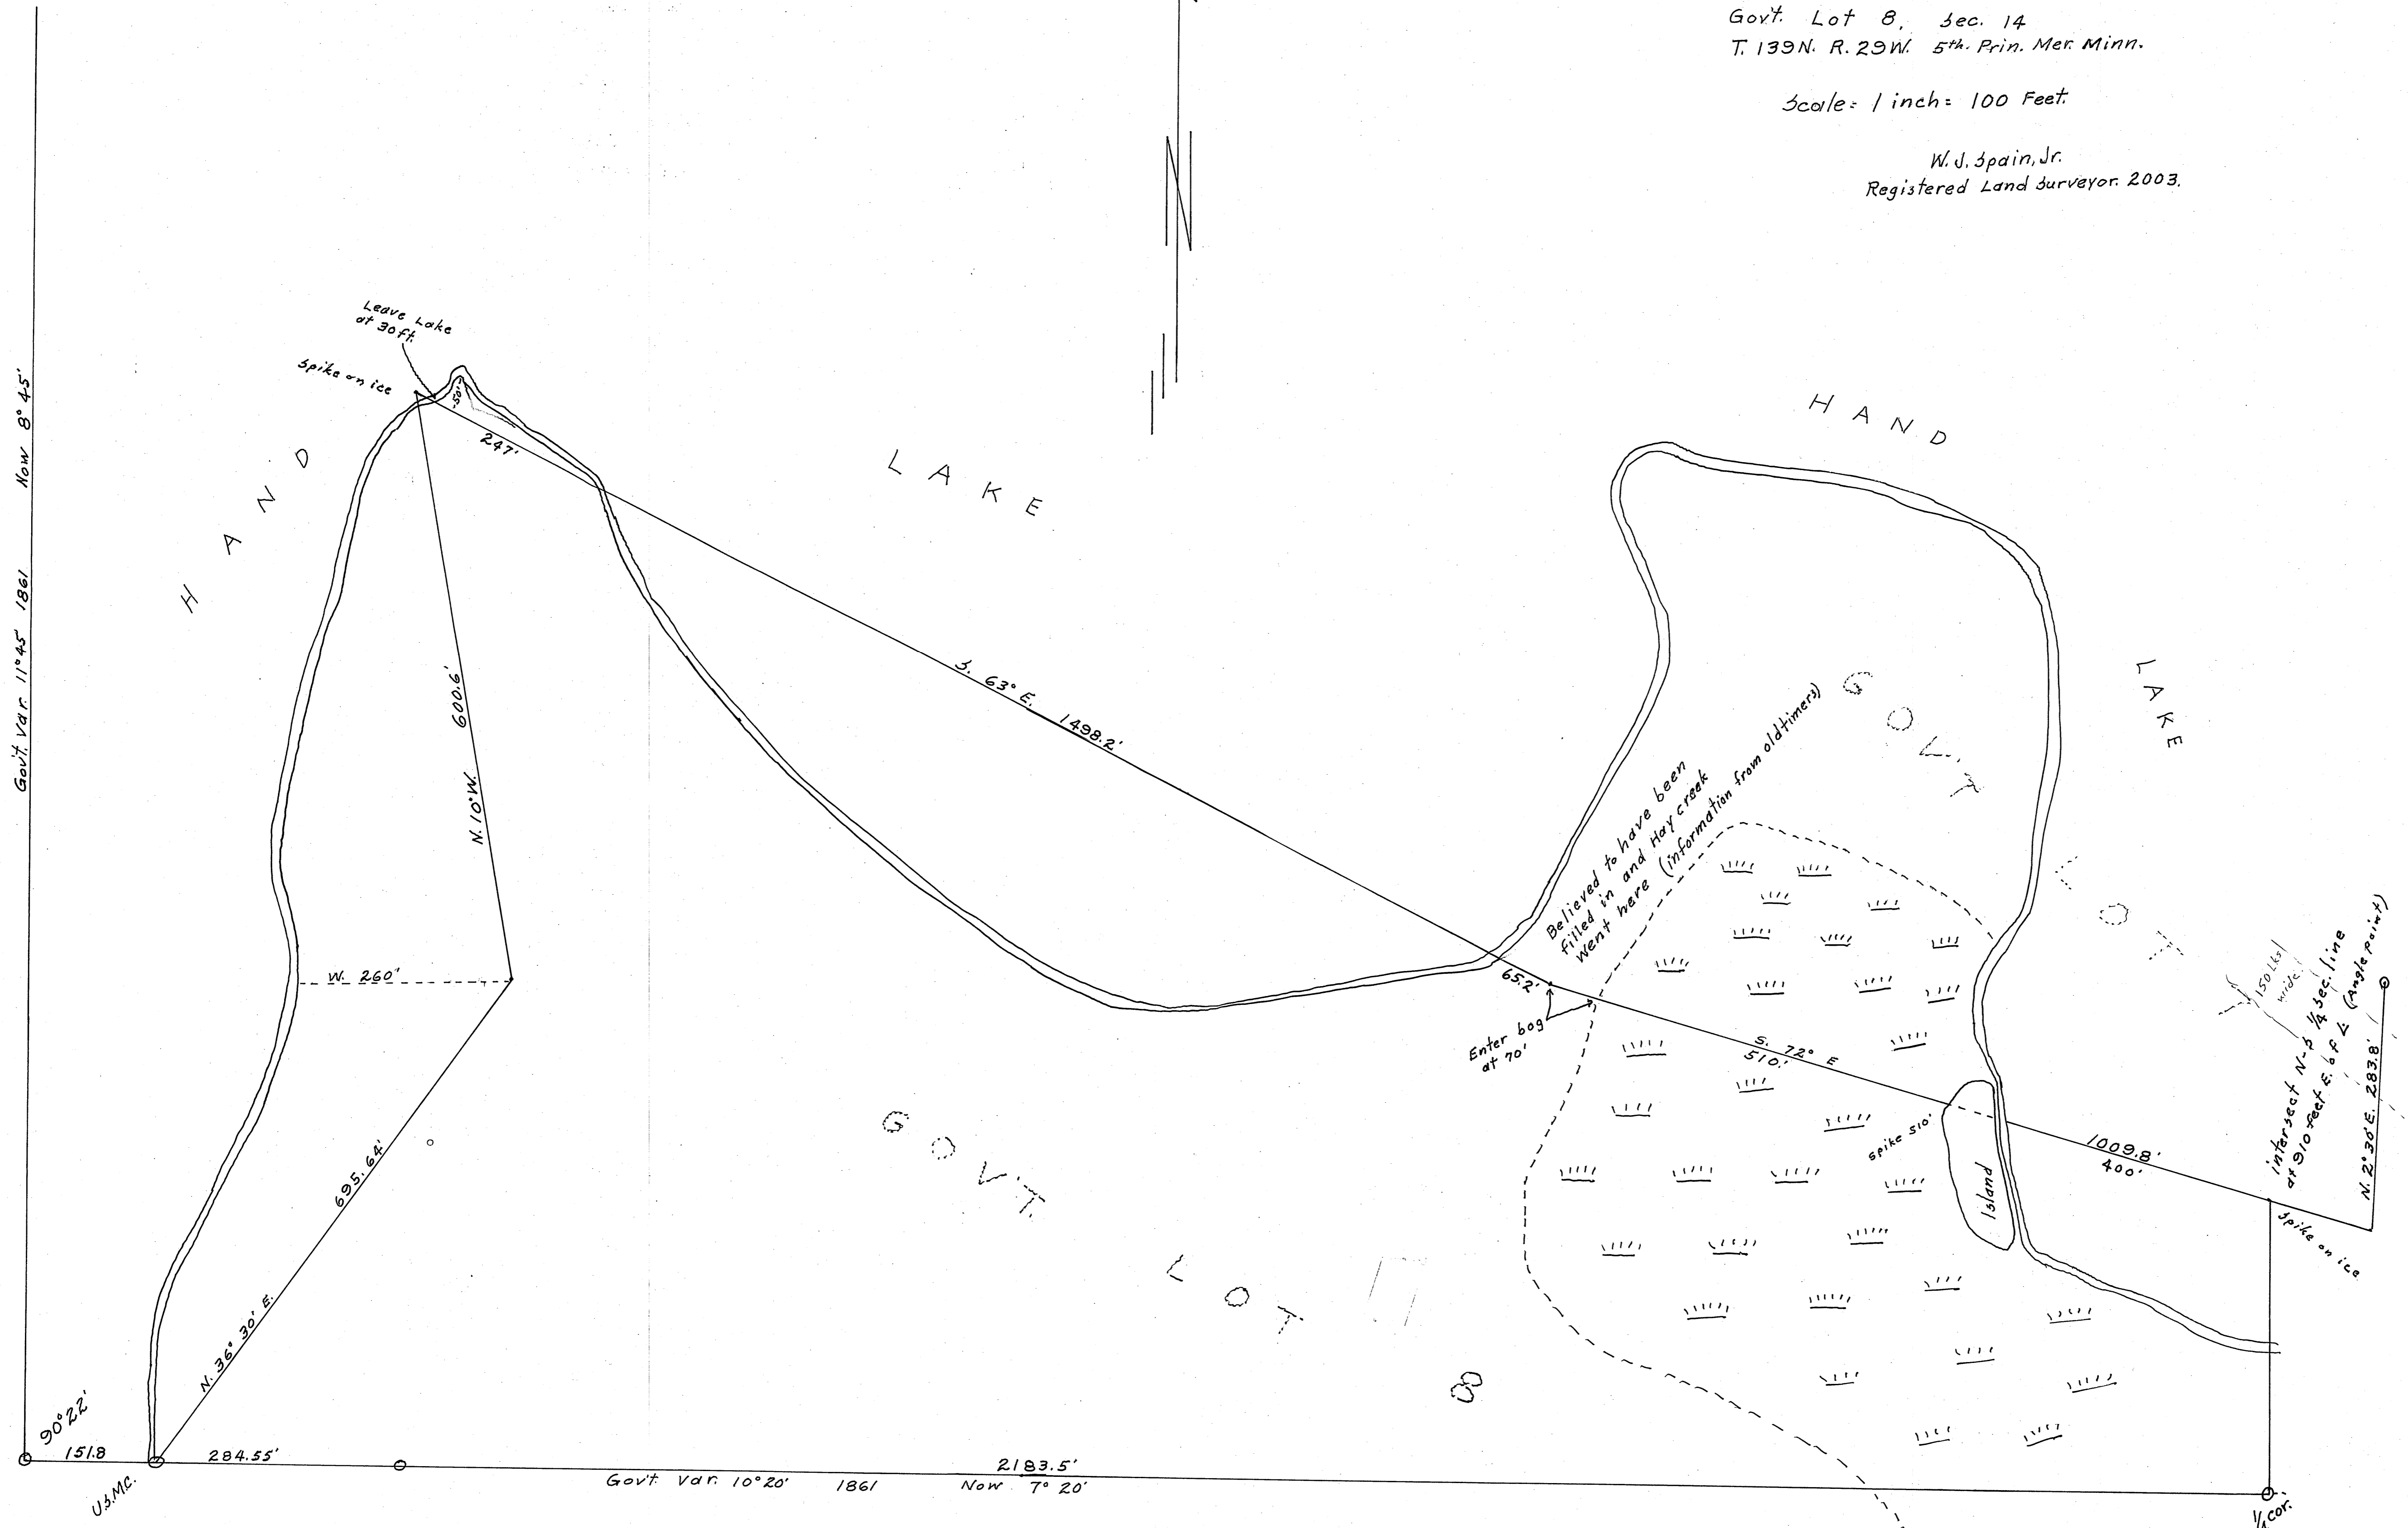 Gov't. Lot 8, Sec. 14
T. 139N. R. 29W. 5th. Prin. Mer. Minn.
Scale = 1 inch = 100 Feet.
W. J. Spain, Jr.
Registered Land Surveyor. 2003.
N
Gov't. Var. 11°45' 1861 Now 8° 45'
Leave Lake
at 30 ft.
Spike on ice
50'
247'
HAND
LAKE
HAND
LAKE
600.6'
N. 10° W.
S. 63° E. 1498.2'
W. 260'
695.64'
N. 36° 30' E.
Believed to have been
filled in and Hay creek
went here (information from oldtimers)
GOV'T
LOT
7
150 Lks
wide
65.2'
Enter bog
at 70'
S. 72° E
510'
Spike 510'
Island
1009.8'
400'
intersect N-S 1/4 sec. line
at 910 feet E. of ∠ (Angle point)
N. 2° 30' E. 283.8'
Spike on ice
GOV'T.
LOT
17
8
90°22'
151.8
284.55'
2183.5'
U.S.M.C.
Gov't. Var. 10°20' 1861 Now 7° 20'
1/4 cor.